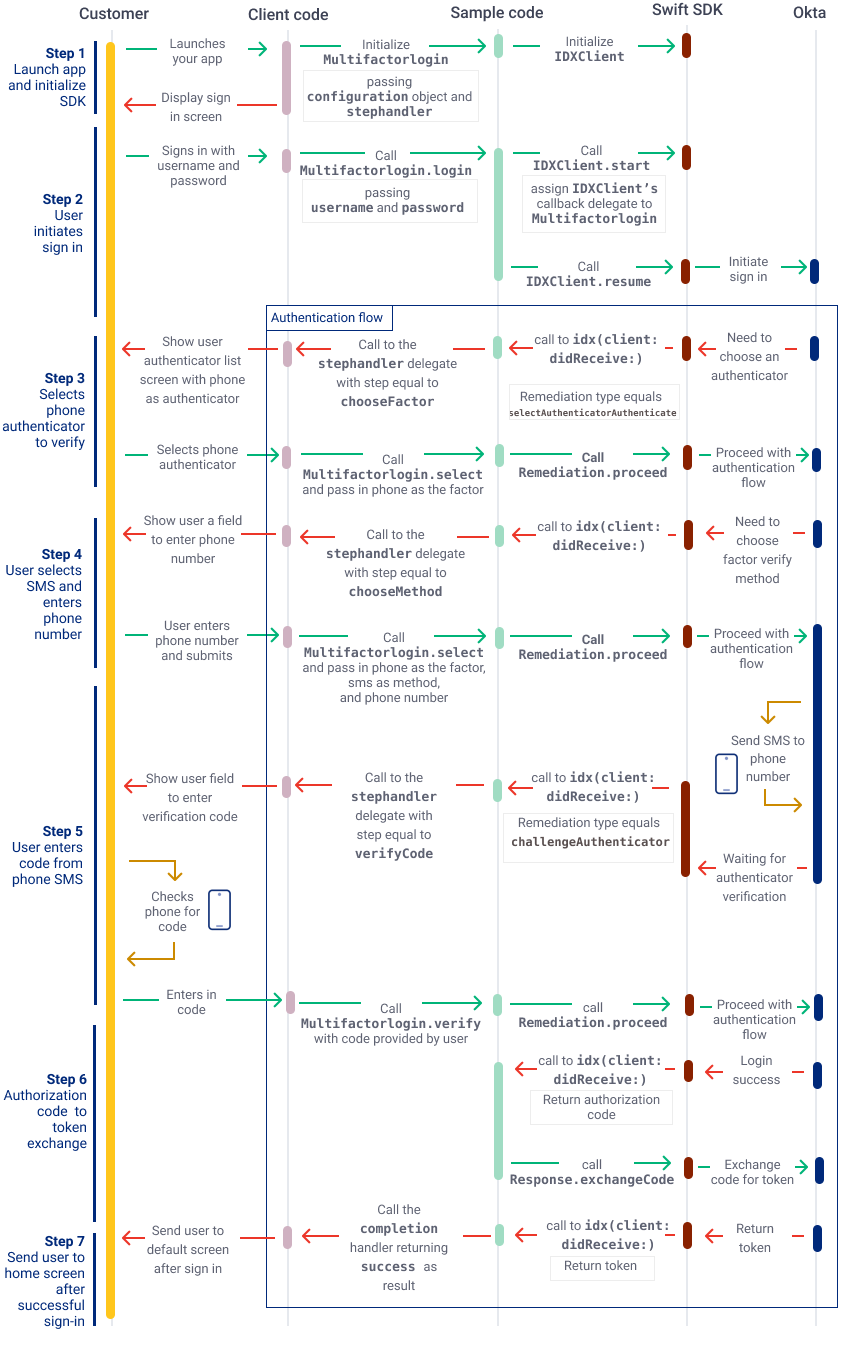 Customer
Client code
Sample code
Swift SDK
Okta
Step 1
Launch app
and initialize
SDK
Launches
your app
Initialize
Multifactorlogin
passing
configuration object and
stephandler
Initialize
IDXClient
Display sign
in screen
Step 2
User
initiates
sign in
Signs in with
username and
password
Call
Multifactorlogin.login
passing
username and password
Call
IDXClient.start
assign IDXClient’s
callback delegate to
Multifactorlogin
Call
IDXClient.resume
Initiate
sign in
Authentication flow
Step 3
Selects
phone
authenticator
to verify
Show user
authenticator list
screen with phone
as authenticator
Call to the
stephandler delegate
with step equal to
chooseFactor
call to idx(client:
didReceive:)
Need to
choose an
authenticator
Remediation type equals
selectAuthenticatorAuthenticate
Selects phone
authenticator
Call
Multifactorlogin.select
and pass in phone as the factor
Call
Remediation.proceed
Proceed with
authentication
flow
Step 4
User selects
SMS and
enters
phone
number
Show user a field
to enter phone
number
Call to the
stephandler delegate
with step equal to
chooseMethod
call to idx(client:
didReceive:)
Need to
choose
factor verify
method
User enters
phone number
and submits
Call
Multifactorlogin.select
and pass in phone as the factor,
sms as method,
and phone number
Call
Remediation.proceed
Proceed with
authentication
flow
Send SMS to
phone
number
Step 5
User enters
code from
phone SMS
Show user field
to enter
verification code
Call to the
stephandler
delegate with
step equal to
verifyCode
call to idx(client:
didReceive:)
Remediation type equals
challengeAuthenticator
Waiting for
authenticator
verification
Checks
phone for
code
Enters in
code
Call
Multifactorlogin.verify
with code provided by user
call
Remediation.proceed
Proceed with
authentication
flow
Step 6
Authorization
code to
token
exchange
call to idx(client:
didReceive:)
Return authorization
code
Login
success
call
Response.exchangeCode
Exchange
code for token
Step 7
Send user to
home screen
after
successful
sign-in
Send user to
default screen
after sign in
Call the
completion
handler returning
success as
result
call to idx(client:
didReceive:)
Return token
Return
token